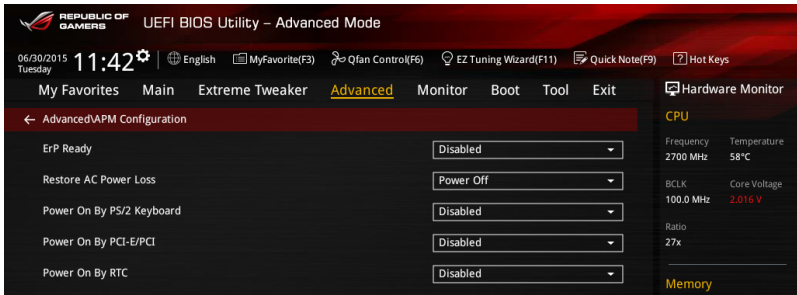 REPUBLIC OF
GAMERS
UEFI BIOS Utility – Advanced Mode
06/30/2015
Tuesday
11:42
English
MyFavorite(F3)
Qfan Control(F6)
EZ Tuning Wizard(F11)
Quick Note(F9)
? Hot Keys
My Favorites Main Extreme Tweaker Advanced Monitor Boot Tool Exit
Hardware Monitor
← Advanced\APM Configuration
ErP Ready Disabled
Restore AC Power Loss Power Off
Power On By PS/2 Keyboard Disabled
Power On By PCI-E/PCI Disabled
Power On By RTC Disabled
CPU
Frequency Temperature
2700 MHz 58°C
BCLK Core Voltage
100.0 MHz 2.016 V
Ratio
27x
Memory